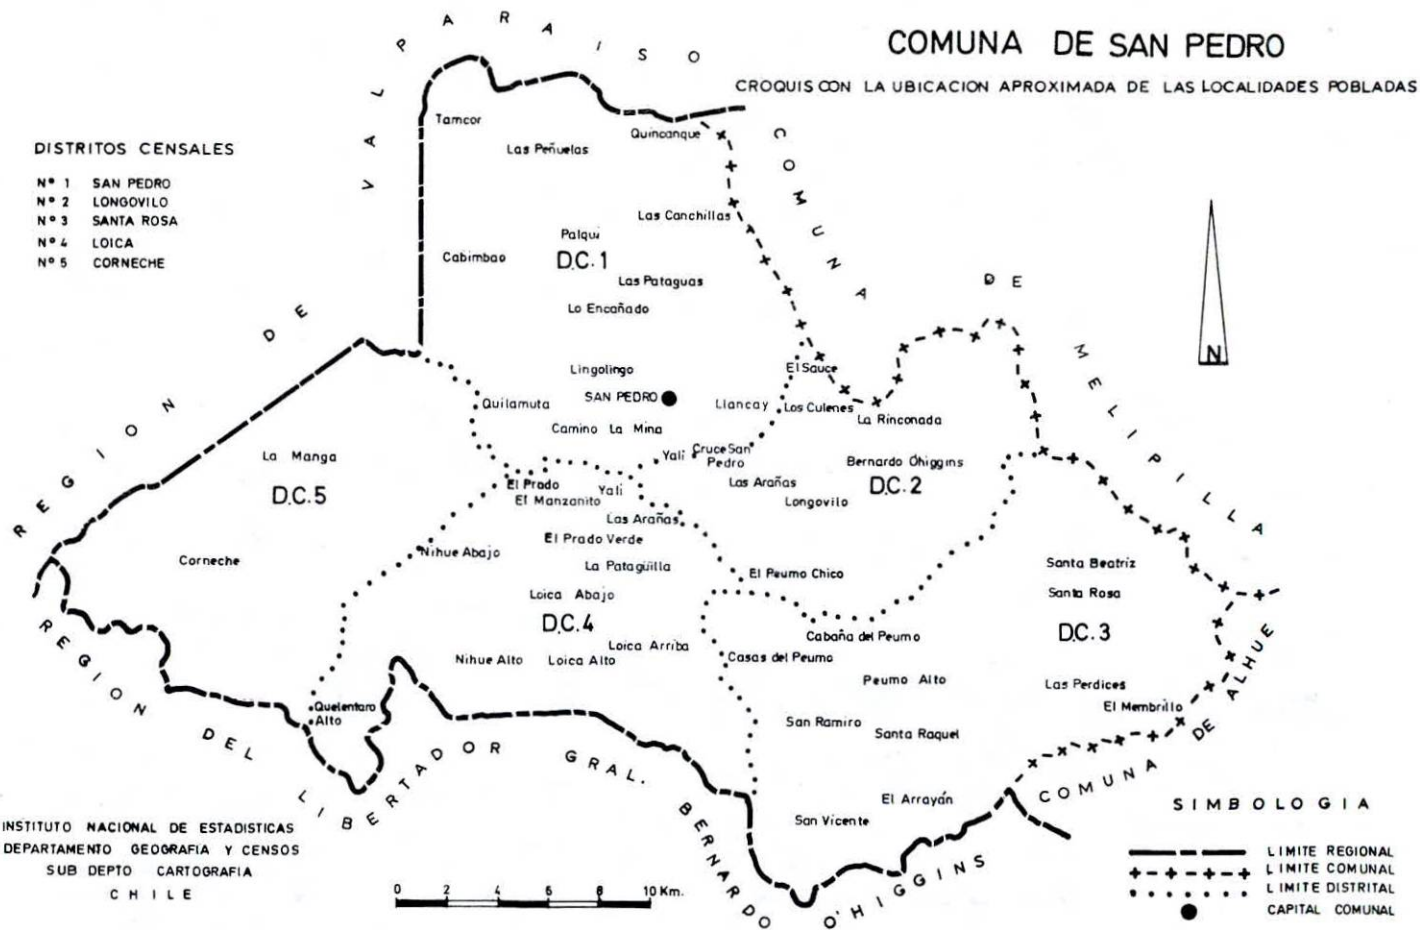 COMUNA DE SAN PEDRO
CROQUIS CON LA UBICACION APROXIMADA DE LAS LOCALIDADES POBLADAS
DISTRITOS CENSALES
Nº 1 SAN PEDRO
Nº 2 LONGOVILO
Nº 3 SANTA ROSA
Nº 4 LOICA
Nº 5 CORNECHE
REGION DE VALPARAISO
COMUNA DE MELIPILLA
Tamcor
Quincanque
Las Peñuelas
Las Canchillas
Palqui
Cabimbao
D.C.1
Las Pataguas
Lo Encañado
Lingolingo
El Sauce
SAN PEDRO
Quilamuta
Llancay
Los Culenes
La Rinconada
Camino La Mina
La Manga
Yali
Cruce San
Pedro
Bernardo Ohiggins
D.C.5
El Prado
El Manzanito
Yali
Las Arañas
D.C.2
Longovilo
Las Arañas
El Prado Verde
Nihue Abajo
Corneche
La Patagüilla
El Peumo Chico
Santa Beatriz
Loica Abajo
Santa Rosa
D.C.4
D.C.3
Cabaña del Peumo
Loica Arriba
Nihue Alto
Loica Alto
Casas del Peumo
Peumo Alto
Las Perdices
Quelentaro
Alto
El Membrillo
San Ramiro
Santa Raquel
El Arrayán
San Vicente
REGION DEL LIBERTADOR GRAL. BERNARDO O'HIGGINS
COMUNA DE ALHUE
N
INSTITUTO NACIONAL DE ESTADISTICAS
DEPARTAMENTO GEOGRAFIA Y CENSOS
SUB DEPTO CARTOGRAFIA
CHILE
0 2 4 6 8 10 Km.
SIMBOLOGIA
LIMITE REGIONAL
LIMITE COMUNAL
LIMITE DISTRITAL
CAPITAL COMUNAL